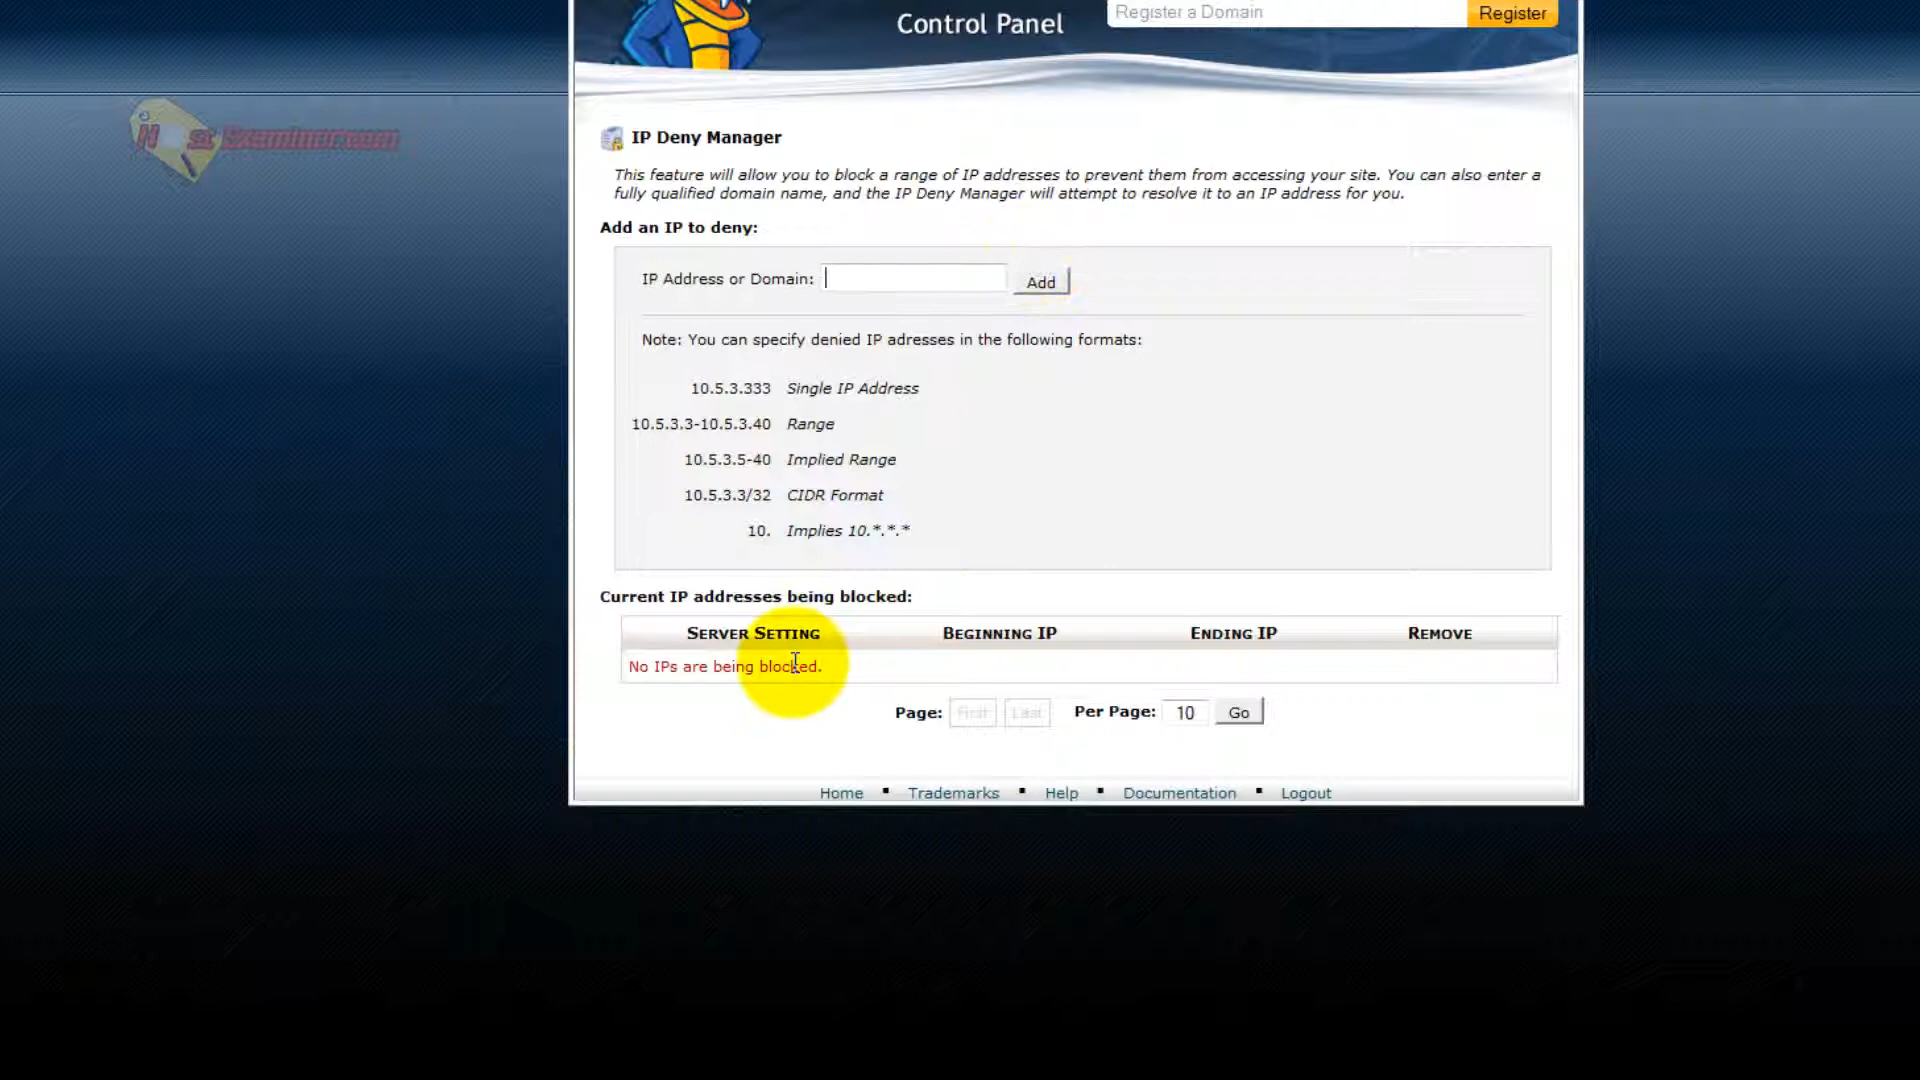 Control Panel
Register a Domain
Register
IP Deny Manager
This feature will allow you to block a range of IP addresses to prevent them from accessing your site. You can also enter a
fully qualified domain name, and the IP Deny Manager will attempt to resolve it to an IP address for you.
Add an IP to deny:
IP Address or Domain:
Add
Note: You can specify denied IP adresses in the following formats:
10.5.3.333 Single IP Address
10.5.3.3-10.5.3.40 Range
10.5.3.5-40 Implied Range
10.5.3.3/32 CIDR Format
10. Implies 10.*.*.*
Current IP addresses being blocked:
SERVER SETTING BEGINNING IP ENDING IP REMOVE
No IPs are being blocked.
Page: First Last Per Page: 10 Go
Home ▪ Trademarks ▪ Help ▪ Documentation ▪ Logout